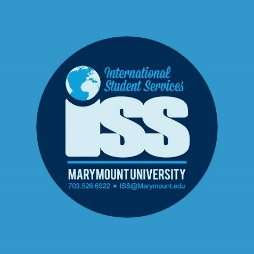 International
Student Services
iSS
MARYMOUNT UNIVERSITY
703.526.6922 • ISS@Marymount.edu